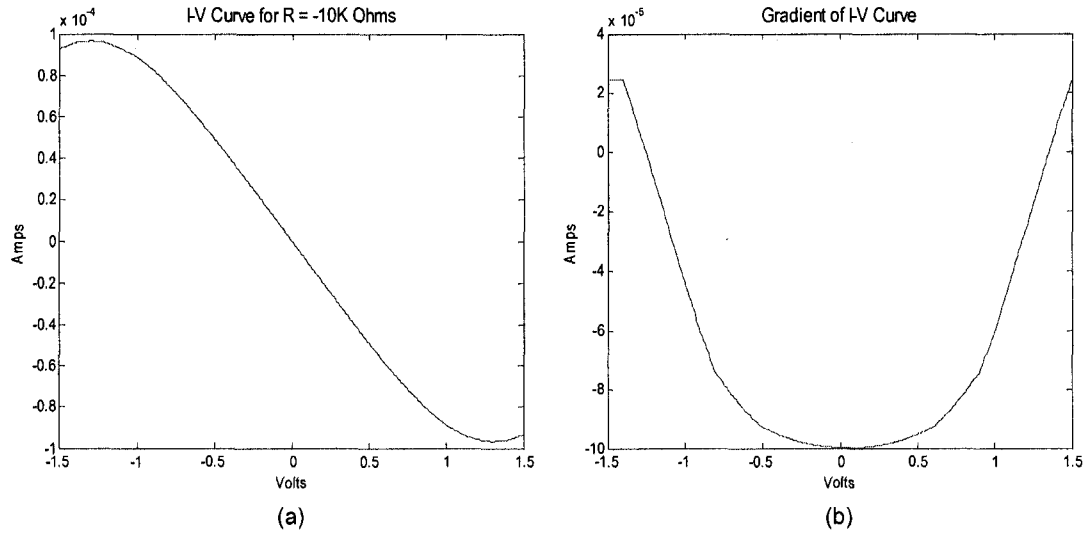 I-V Curve for R = -10K Ohms
x 10^-4
1
0.8
0.6
0.4
0.2
0
-0.2
-0.4
-0.6
-0.8
-1
Amps
-1.5 -1 -0.5 0 0.5 1 1.5
Volts
(a)
Gradient of I-V Curve
x 10^-5
4
2
0
-2
-4
-6
-8
-10
Amps
-1.5 -1 -0.5 0 0.5 1 1.5
Volts
(b)